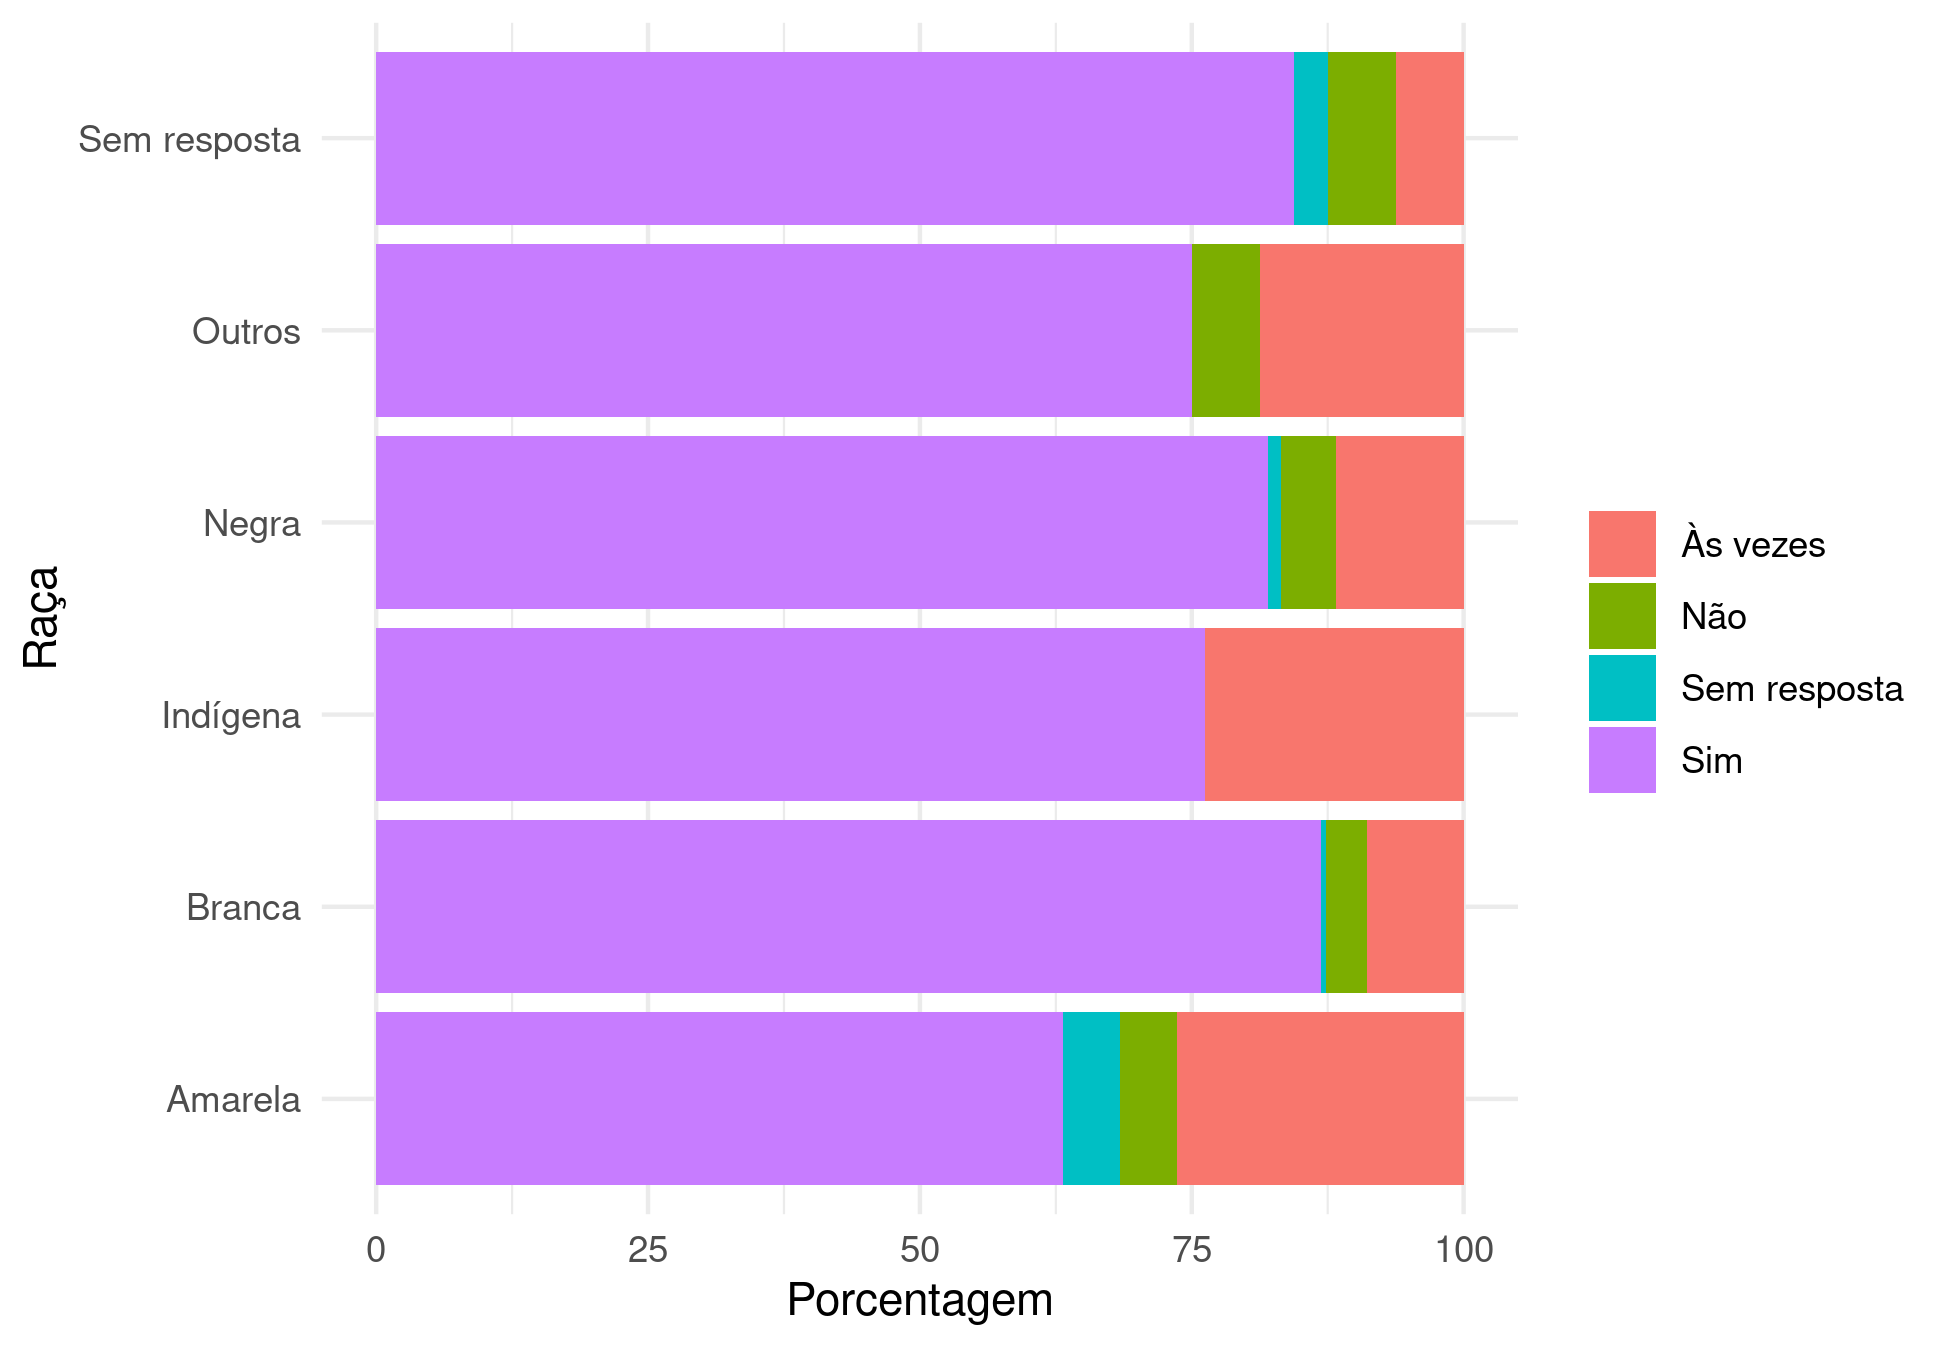 Sem resposta
Outros
Negra
Indígena
Branca
Amarela
Raça
0 25 50 75 100
Porcentagem
Às vezes
Não
Sem resposta
Sim